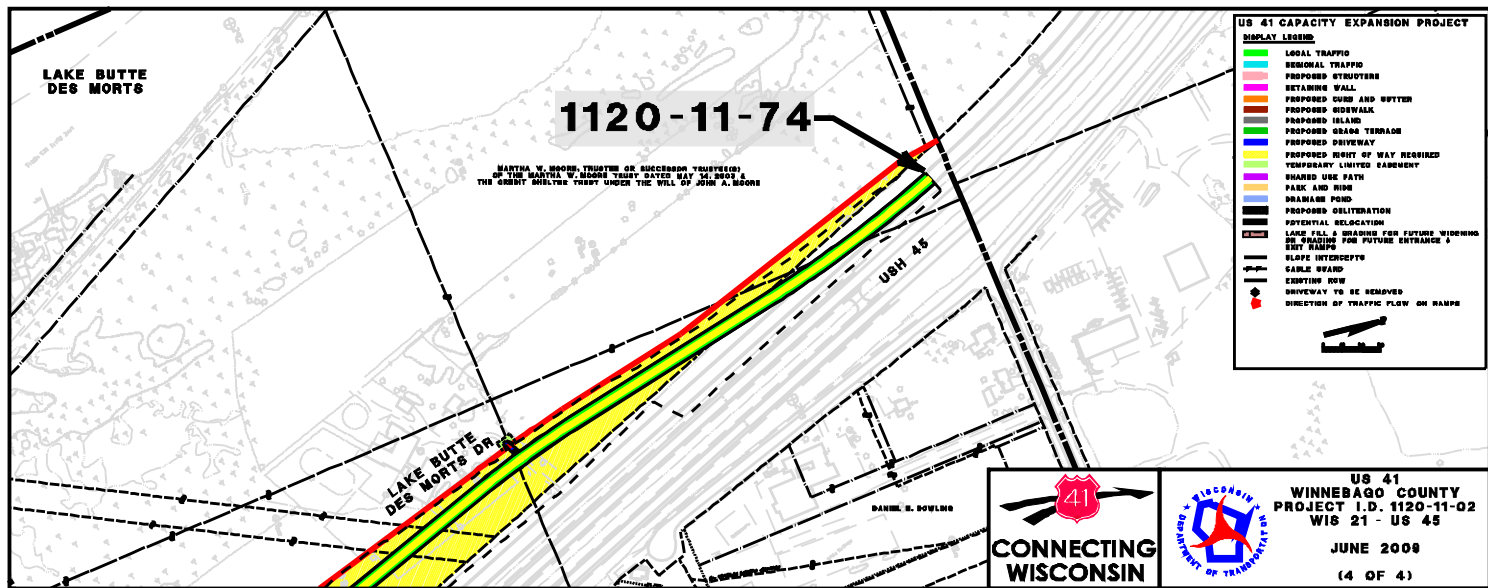 LAKE BUTTE
DES MORTS
1120-11-74
MARTHA W. MOORE, TRUSTEE OR SUCCESSOR TRUSTEE(S)
OF THE MARTHA W. MOORE TRUST DATED MAY 14, 2003 &
THE CREDIT SHELTER TRUST UNDER THE WILL OF JOHN A. MOORE
USH 45
LAKE BUTTE
DES MORTS DR
DANIEL E. DOWLING
US 41 CAPACITY EXPANSION PROJECT
DISPLAY LEGEND
LOCAL TRAFFIC
REGIONAL TRAFFIC
PROPOSED STRUCTURE
RETAINING WALL
PROPOSED CURB AND GUTTER
PROPOSED SIDEWALK
PROPOSED ISLAND
PROPOSED GRASS TERRACE
PROPOSED DRIVEWAY
PROPOSED RIGHT OF WAY REQUIRED
TEMPORARY LIMITED EASEMENT
SHARED USE PATH
PARK AND RIDE
DRAINAGE POND
PROPOSED OBLITERATION
POTENTIAL RELOCATION
LAKE FILL & GRADING FOR FUTURE WIDENING
OR GRADING FOR FUTURE ENTRANCE &
EXIT RAMPS
SLOPE INTERCEPTS
CABLE GUARD
EXISTING ROW
DRIVEWAY TO BE REMOVED
DIRECTION OF TRAFFIC FLOW ON RAMPS
41
CONNECTING
WISCONSIN
WISCONSIN
DEPARTMENT OF TRANSPORTATION
US 41
WINNEBAGO COUNTY
PROJECT I.D. 1120-11-02
WIS 21 - US 45
JUNE 2009
(4 OF 4)